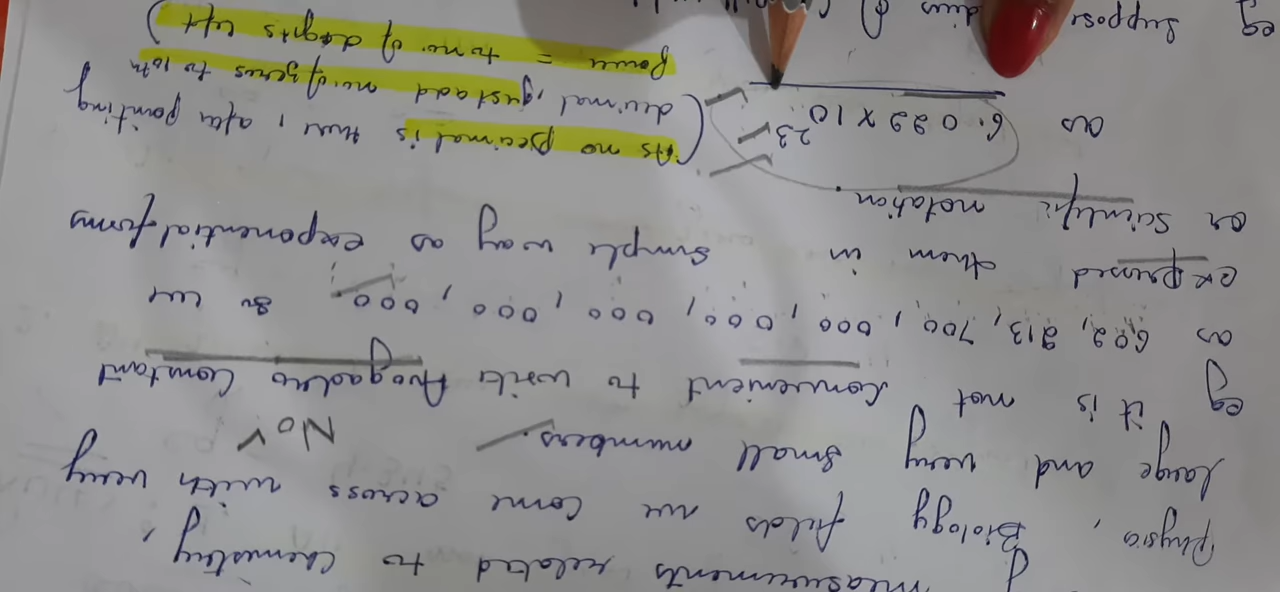 measurements related to chemistry,
Physics, Biology fields we come across with very
large and very small numbers.
Nov
eg it is not convenient to write Avogadro Constant
as 602, 213, 700, 000, 000, 000, 000, 000 so we
expressed them in simple way as exponential forms
or scientific notation.
as 6.022 x 10 23
(As no decimal is there, after pointing
decimal, just add no. of zeros to 10th
Power = to no. of digits left)
eg Suppose